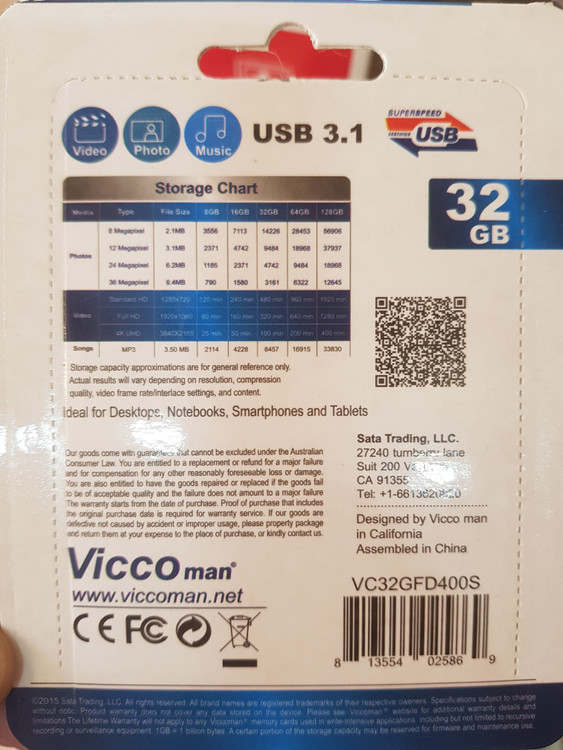 Video
Photo
Music
USB 3.1
SUPERSPEED
CERTIFIED USB
32
GB
Storage Chart
Media Type File Size 8GB 16GB 32GB 64GB 128GB
Photos
8 Megapixel 2.1MB 3556 7113 14226 28453 56906
12 Megapixel 3.1MB 2371 4742 9484 18968 37937
24 Megapixel 6.2MB 1185 2371 4742 9484 18968
36 Megapixel 9.4MB 790 1580 3161 6322 12645
Video
Standard HD 1280x720 120 min 240 min 480 min 960 min 1920 min
Full HD 1920x1080 80 min 160 min 320 min 640 min 1280 min
4K UHD 3840X2165 25 min 50 min 100 min 200 min 400 min
Songs MP3 3.50 MB 2114 4228 8457 16915 33830
Storage capacity approximations are for general reference only.
Actual results will vary depending on resolution, compression
quality, video frame rate/interlace settings, and content.
Ideal for Desktops, Notebooks, Smartphones and Tablets
Our goods come with guarantees that cannot be excluded under the Australian
Consumer Law. You are entitled to a replacement or refund for a major failure
and for compensation for any other reasonably foreseeable loss or damage.
You are also entitled to have the goods repaired or replaced if the goods fail
to be of acceptable quality and the failure does not amount to a major failure
The warranty starts from the date of purchase. Proof of purchase that includes
the original purchase date is required for warranty service. If our goods are
defective not caused by accident or improper usage, please properly package
and return them at your expense to the place of purchase, or kindly contact us.
Sata Trading, LLC.
27240 turnberry lane
Suit 200
CA 91355
Tel:
Designed by Vicco man
in California
Assembled in China
Vicco man®
www.viccoman.net
CE FC
VC32GFD400S
8 13554 02586 9
©2015 Sata Trading, LLC. All rights reserved. All brand names are registered trademarks of their respective owners. Specifications subject to change
without notic. Product warranty does not cover any data stored on the device. Please see Viccoman® website for additional warranty details and
limitations The Lifetime Warranty will not apply to any Viccoman® memory cards used in write-intensive applications, including but not limited to recursive
recording or surveillance equipment. 1GB = 1 billion bytes. A certain portion of the storage capacity may be reserved for firmware and maintenance use.